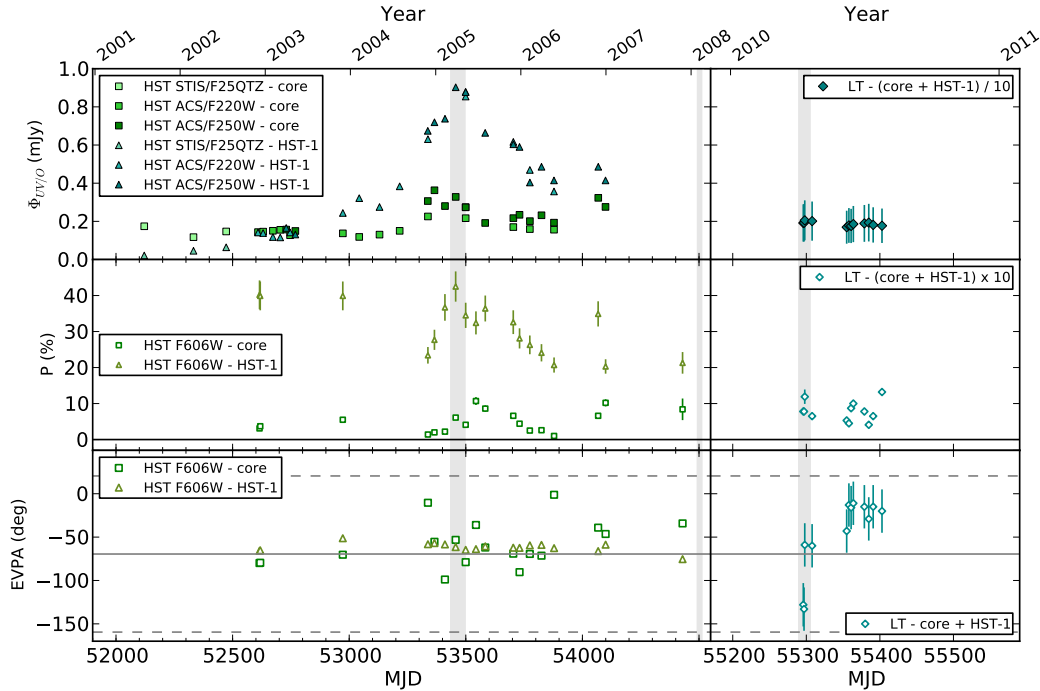 Year
Year
2001 2002 2003 2004 2005 2006 2007 2008 2010 2011
1.0
0.8
0.6
0.4
0.2
0.0
Φ_UV/O (mJy)
HST STIS/F25QTZ - core
HST ACS/F220W - core
HST ACS/F250W - core
HST STIS/F25QTZ - HST-1
HST ACS/F220W - HST-1
HST ACS/F250W - HST-1
LT - (core + HST-1) / 10
40
30
20
10
0
P (%)
HST F606W - core
HST F606W - HST-1
LT - (core + HST-1) x 10
0
−50
−100
−150
EVPA (deg)
HST F606W - core
HST F606W - HST-1
LT - core + HST-1
52000 52500 53000 53500 54000 55200 55300 55400 55500
MJD
MJD